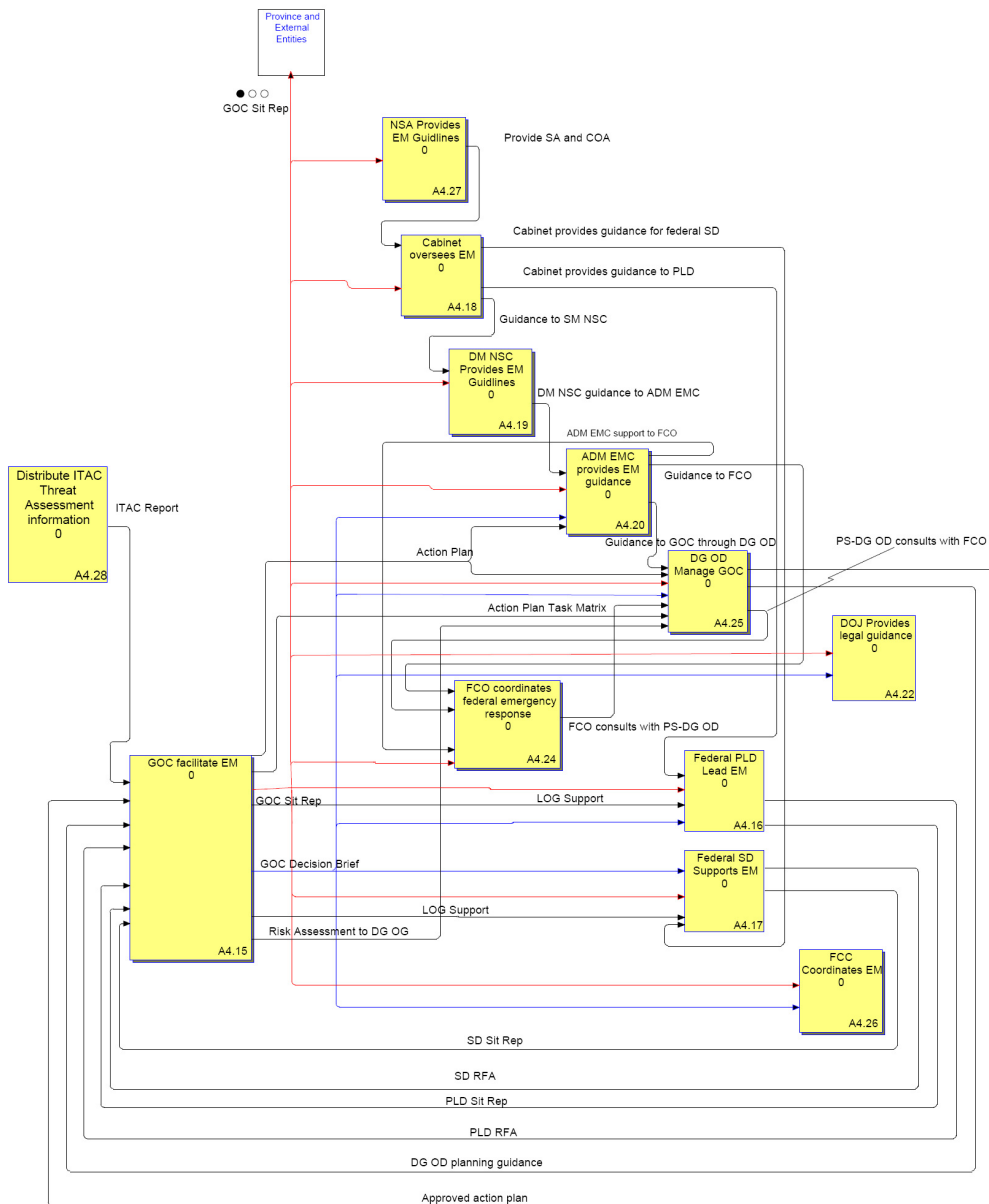 Province and
External
Entities
GOC Sit Rep
NSA Provides
EM Guidlines
0
A4.27
Provide SA and COA
Cabinet
oversees EM
0
A4.18
Cabinet provides guidance for federal SD
Cabinet provides guidance to PLD
Guidance to SM NSC
DM NSC
Provides EM
Guidlines
0
A4.19
DM NSC guidance to ADM EMC
ADM EMC support to FCO
ADM EMC
provides EM
guidance
0
A4.20
Guidance to FCO
Distribute ITAC
Threat
Assessment
information
0
A4.28
ITAC Report
Action Plan
Guidance to GOC through DG OD
PS-DG OD consults with FCO
DG OD
Manage GOC
0
A4.25
Action Plan Task Matrix
DOJ Provides
legal guidance
0
A4.22
FCO coordinates
federal emergency
response
0
A4.24
FCO consults with PS-DG OD
GOC facilitate EM
0
A4.15
GOC Sit Rep
LOG Support
Federal PLD
Lead EM
0
A4.16
GOC Decision Brief
Federal SD
Supports EM
0
A4.17
LOG Support
Risk Assessment to DG OG
FCC
Coordinates EM
0
A4.26
SD Sit Rep
SD RFA
PLD Sit Rep
PLD RFA
DG OD planning guidance
Approved action plan